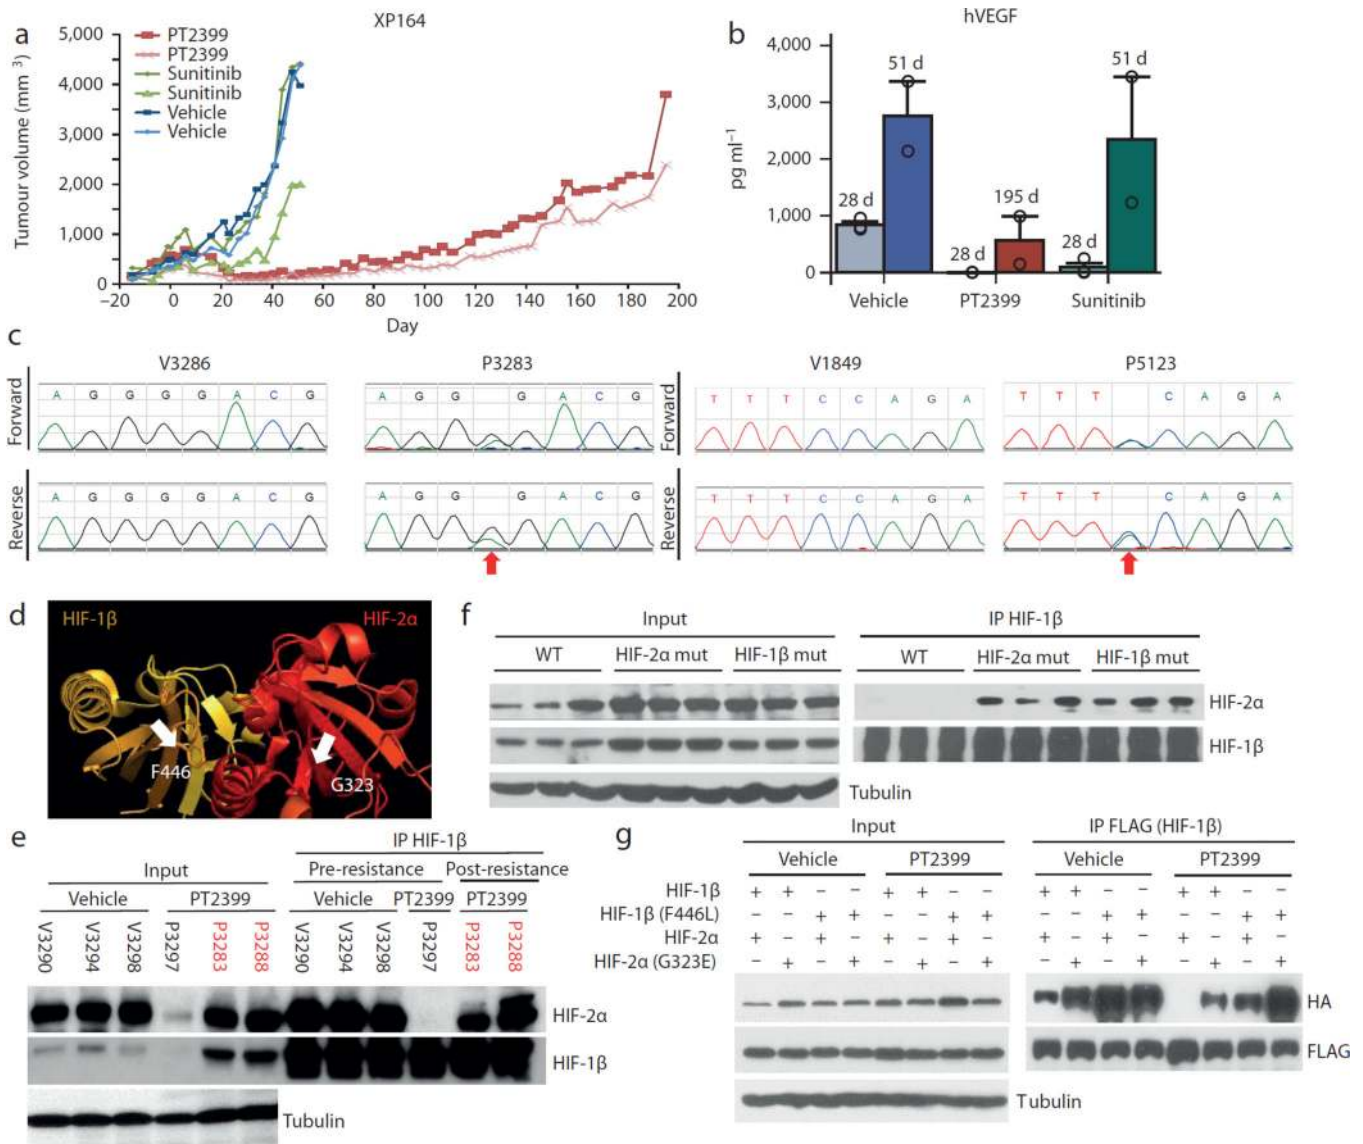 a
XP164
Tumour volume (mm 3)
5,000
4,000
3,000
2,000
1,000
0
PT2399
PT2399
Sunitinib
Sunitinib
Vehicle
Vehicle
−20 0 20 40 60 80 100 120 140 160 180 200
Day
b
hVEGF
pg ml−1
4,000
3,000
2,000
1,000
0
28 d
51 d
28 d
195 d
28 d
51 d
Vehicle PT2399 Sunitinib
c
V3286 P3283 V1849 P5123
Forward
A G G G G A C G
A G G G A C G
Forward
T T T C C A G A
T T T C A G A
Reverse
A G G G G A C G
A G G G A C G
Reverse
T T T C C A G A
T T T C A G A
d
HIF-1β
HIF-2α
F446
G323
e
IP HIF-1β
Input
Pre-resistance Post-resistance
Vehicle PT2399 Vehicle PT2399 PT2399
V3290 V3294 V3298 P3297 P3283 P3288 V3290 V3294 V3298 P3297 P3283 P3288
HIF-2α
HIF-1β
Tubulin
f
Input IP HIF-1β
WT HIF-2α mut HIF-1β mut WT HIF-2α mut HIF-1β mut
HIF-2α
HIF-1β
Tubulin
g
Input IP FLAG (HIF-1β)
Vehicle PT2399 Vehicle PT2399
HIF-1β + + − − + + − − + + − − + + − −
HIF-1β (F446L) − − + + − − + + − − + + − − + +
HIF-2α + − + − + − + − + − + − + − + −
HIF-2α (G323E) − + − + − + − + − + − + − + − +
HA
FLAG
Tubulin